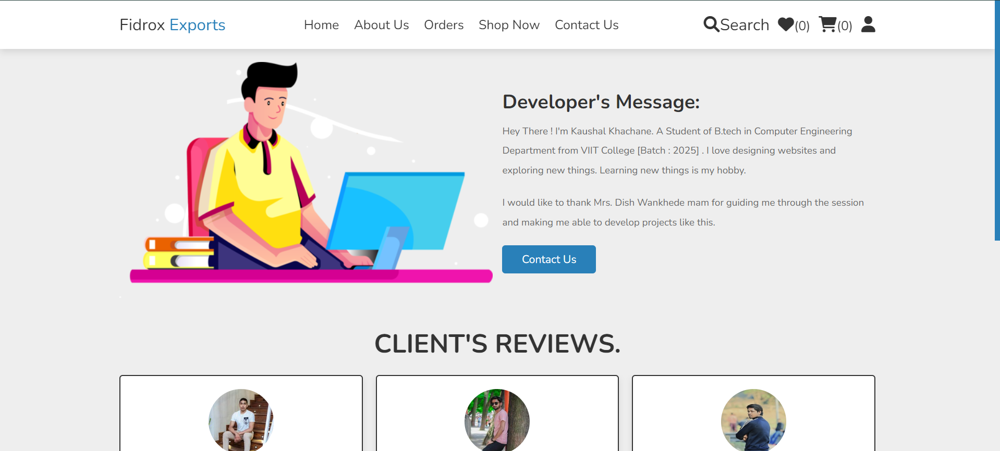 Fidrox Exports
Home About Us Orders Shop Now Contact Us
Search (0) (0)
Developer's Message:
Hey There ! I'm Kaushal Khachane. A Student of B.tech in Computer Engineering
Department from VIIT College [Batch : 2025] . I love designing websites and
exploring new things. Learning new things is my hobby.
I would like to thank Mrs. Dish Wankhede mam for guiding me through the session
and making me able to develop projects like this.
Contact Us
CLIENT'S REVIEWS.